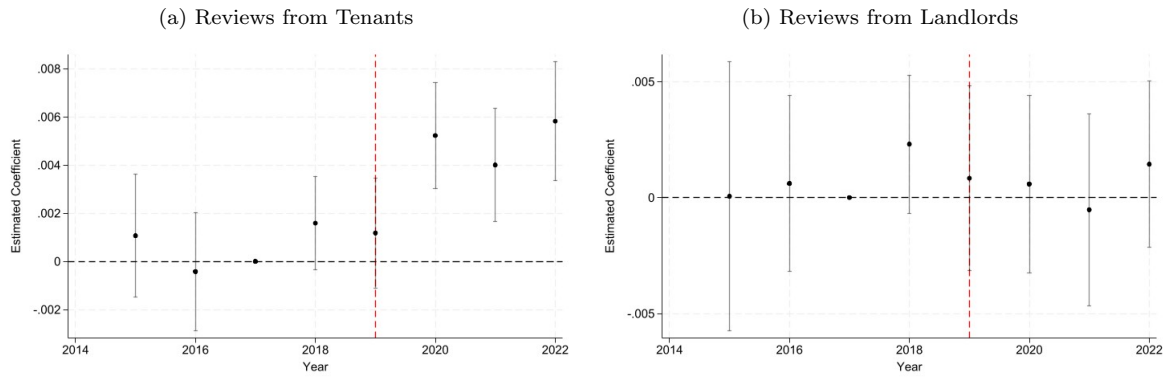 (a) Reviews from Tenants
.008
.006
.004
.002
0
-.002
Estimated Coefficient
2014 2016 2018 2020 2022
Year
(b) Reviews from Landlords
.005
0
-.005
Estimated Coefficient
2014 2016 2018 2020 2022
Year